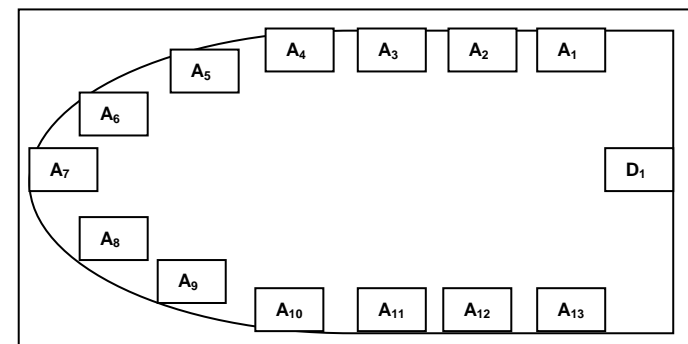 A₄ A₃ A₂ A₁
A₅
A₆
A₇ D₁
A₈
A₉
A₁₀ A₁₁ A₁₂ A₁₃